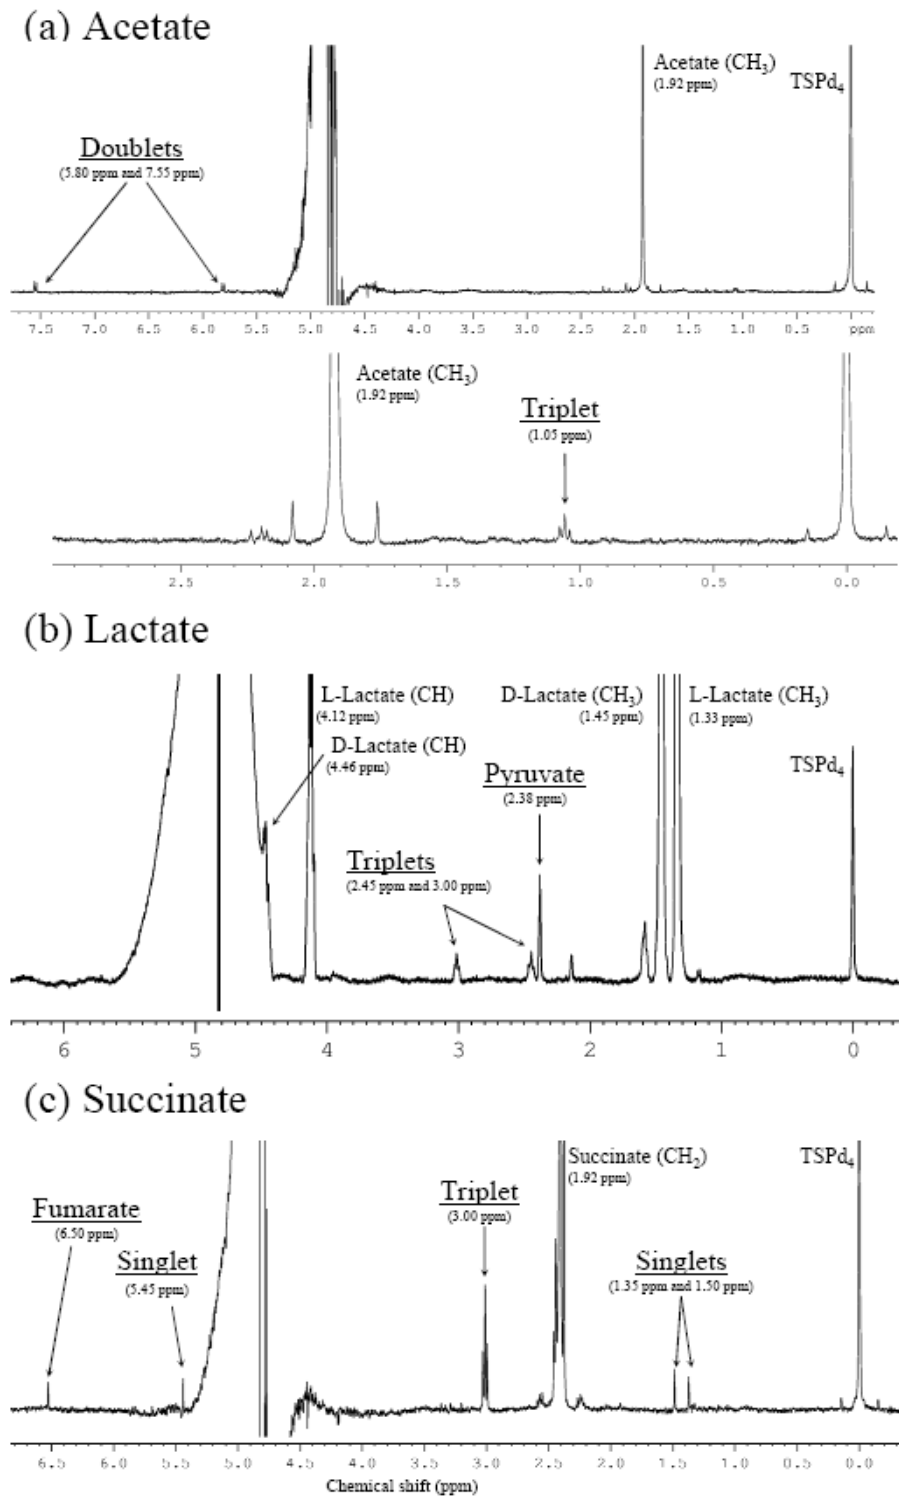 (a) Acetate
Acetate (CH3)
(1.92 ppm)
TSPd4
Doublets
(5.80 ppm and 7.55 ppm)
7.5 7.0 6.5 6.0 5.5 5.0 4.5 4.0 3.5 3.0 2.5 2.0 1.5 1.0 0.5 ppm
Acetate (CH3)
(1.92 ppm)
Triplet
(1.05 ppm)
2.5 2.0 1.5 1.0 0.5 0.0
(b) Lactate
L-Lactate (CH)
(4.12 ppm)
D-Lactate (CH3)
(1.45 ppm)
L-Lactate (CH3)
(1.33 ppm)
D-Lactate (CH)
(4.46 ppm)
Pyruvate
(2.38 ppm)
TSPd4
Triplets
(2.45 ppm and 3.00 ppm)
6 5 4 3 2 1 0
(c) Succinate
Succinate (CH2)
(1.92 ppm)
TSPd4
Triplet
(3.00 ppm)
Fumarate
(6.50 ppm)
Singlet
(5.45 ppm)
Singlets
(1.35 ppm and 1.50 ppm)
6.5 6.0 5.5 5.0 4.5 4.0 3.5 3.0 2.5 2.0 1.5 1.0 0.5 0.0
Chemical shift (ppm)